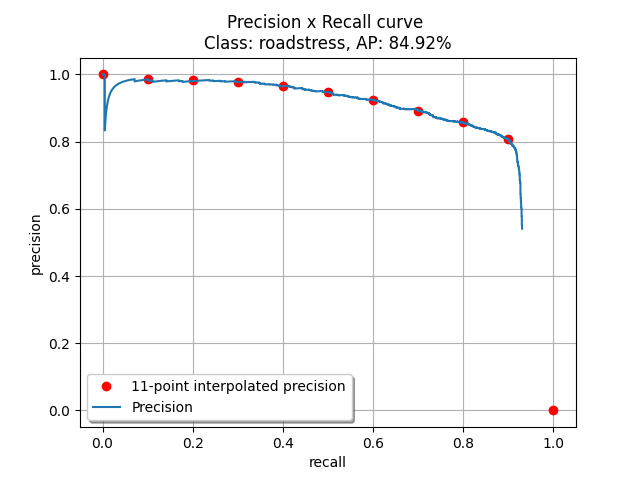 Precision x Recall curve
Class: roadstress, AP: 84.92%
1.0
0.8
0.6
0.4
0.2
0.0
precision
11-point interpolated precision
Precision
0.0 0.2 0.4 0.6 0.8 1.0
recall